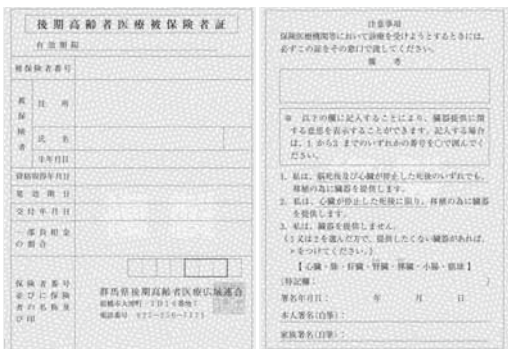 後期高齢者医療被保険者証
有効期限
被保険者番号
被保険者
住所
氏名
生年月日
資格取得年月日
発効期日
交付年月日
一部負担金
の割合
保険者番号
並びに保険
者の名称及
び印
群馬県後期高齢者医療広域連合
前橋市大渡町
電話番号
注意事項
保険医療機関等において診療を受けようとするときには、
必ずこの証をその窓口で渡してください。
備考
※ 以下の欄に記入することにより、臓器提供に関
する意思を表示することができます。記入する場合
は、1から3までのいずれかの番号を〇で囲んでく
ださい。
1. 私は、脳死後及び心臓が停止した死後のいずれでも、
移植の為に臓器を提供します。
2. 私は、心臓が停止した死後に限り、移植の為に臓器
を提供します。
3. 私は、臓器を提供しません。
(1又は2を選んだ方で、提供したくない臓器があれば、
×をつけてください。)
【心臓・肺・肝臓・腎臓・膵臓・小腸・眼球】
〔特記欄: 〕
署名年月日: 年 月 日
本人署名(自筆):
家族署名(自筆):